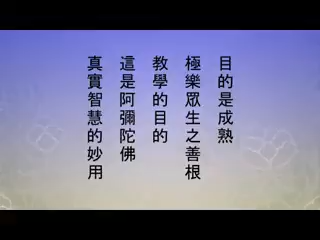 目的是成熟
極樂眾生之善根
教學的目的
這是阿彌陀佛
真實智慧的妙用